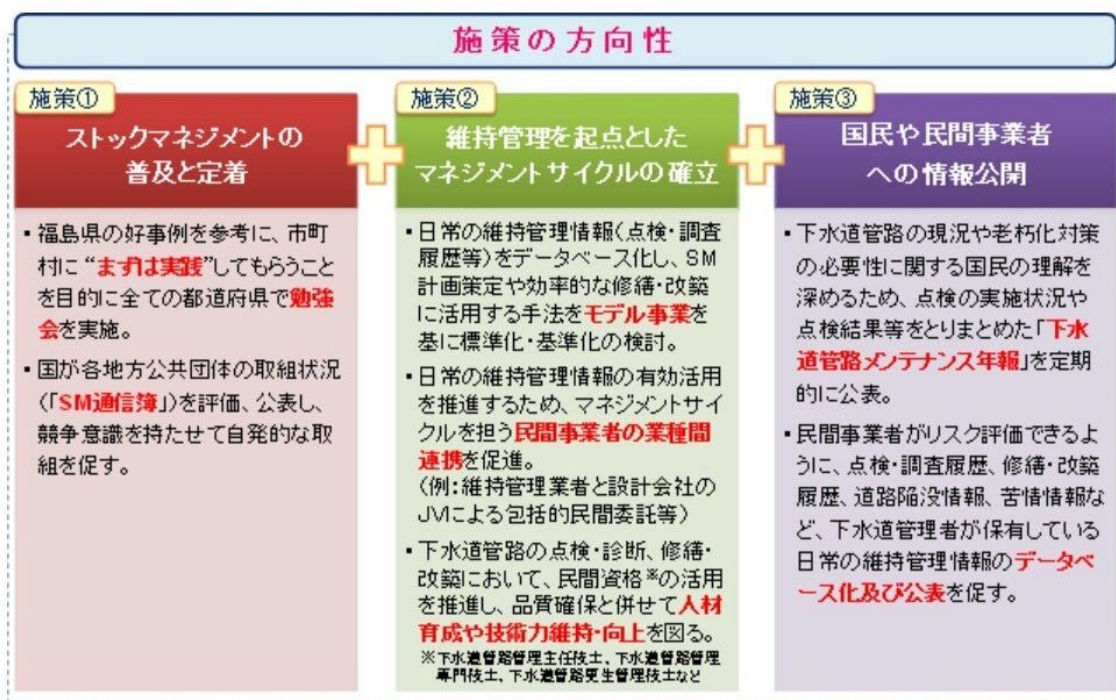 施策の方向性
施策①
ストックマネジメントの
普及と定着
・福島県の好事例を参考に、市町
村に“まずは実践”してもらうこと
を目的に全ての都道府県で勉強
会を実施。
・国が各地方公共団体の取組状況
(「SM通信簿」)を評価、公表し、
競争意識を持たせて自発的な取
組を促す。
施策②
維持管理を起点とした
マネジメントサイクルの確立
・日常の維持管理情報(点検・調査
履歴等)をデータベース化し、SM
計画策定や効率的な修繕・改築
に活用する手法をモデル事業を
基に標準化・基準化の検討。
・日常の維持管理情報の有効活用
を推進するため、マネジメントサイ
クルを担う民間事業者の業種間
連携を促進。
(例:維持管理業者と設計会社の
JVによる包括的民間委託等)
・下水道管路の点検・診断、修繕・
改築において、民間資格※の活用
を推進し、品質確保と併せて人材
育成や技術力維持・向上を図る。
※下水道管路管理主任技士、下水道管路管理
専門技士、下水道管路更生管理技士など
施策③
国民や民間事業者
への情報公開
・下水道管路の現況や老朽化対策
の必要性に関する国民の理解を
深めるため、点検の実施状況や
点検結果等をとりまとめた「下水
道管路メンテナンス年報」を定期
的に公表。
・民間事業者がリスク評価できるよ
うに、点検・調査履歴、修繕・改築
履歴、道路陥没情報、苦情情報な
ど、下水道管理者が保有している
日常の維持管理情報のデータベ
ース化及び公表を促す。